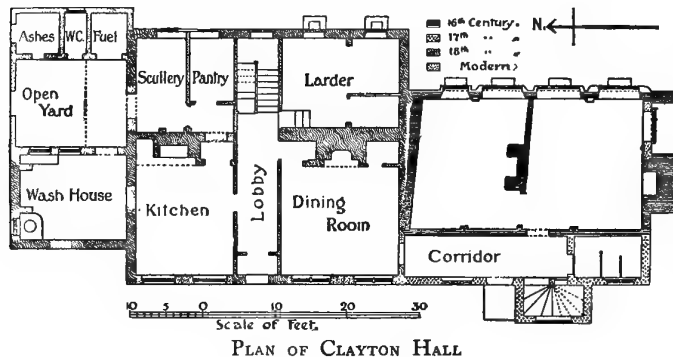 16th Century.
17th " "
18th " "
Modern
N.
Ashes
WC.
Fuel
Scullery
Pantry
Larder
Open
Yard
Wash House
Kitchen
Lobby
Dining
Room
Corridor
10 0 10 20 30
Scale of Feet.
PLAN OF CLAYTON HALL